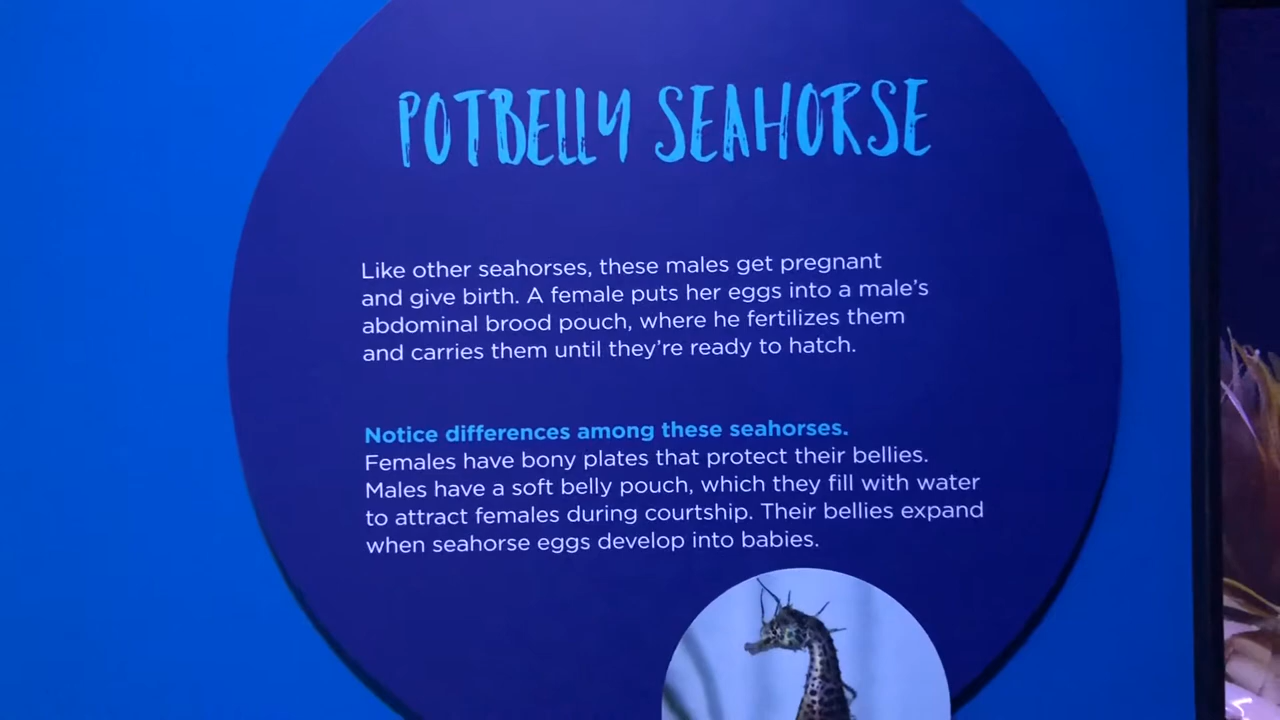 POTBELLY SEAHORSE
Like other seahorses, these males get pregnant
and give birth. A female puts her eggs into a male's
abdominal brood pouch, where he fertilizes them
and carries them until they're ready to hatch.
Notice differences among these seahorses.
Females have bony plates that protect their bellies.
Males have a soft belly pouch, which they fill with water
to attract females during courtship. Their bellies expand
when seahorse eggs develop into babies.